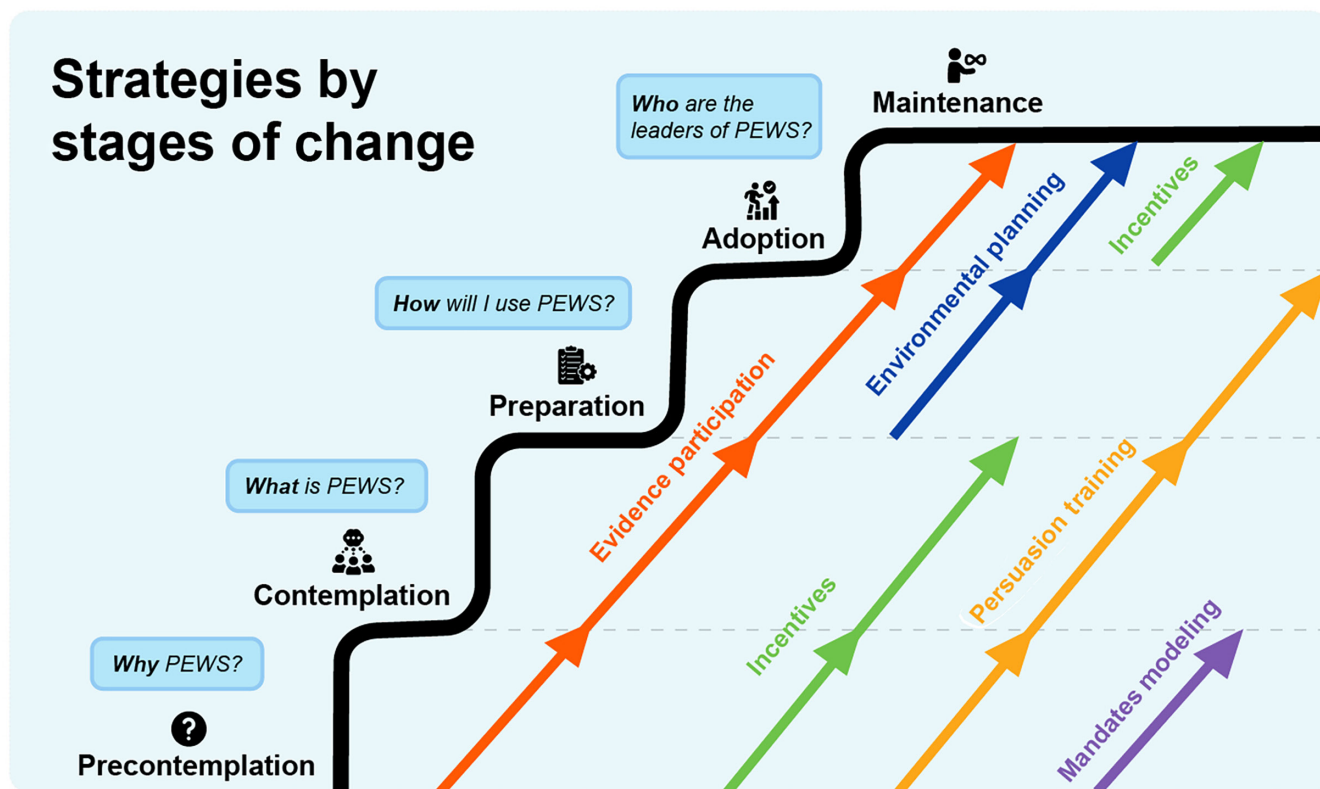 Strategies by
stages of change
Maintenance
Who are the
leaders of PEWS?
Adoption
How will I use PEWS?
Preparation
What is PEWS?
Contemplation
Why PEWS?
?
Precontemplation
Evidence participation
Environmental planning
Incentives
Incentives
Persuasion training
Mandates modeling